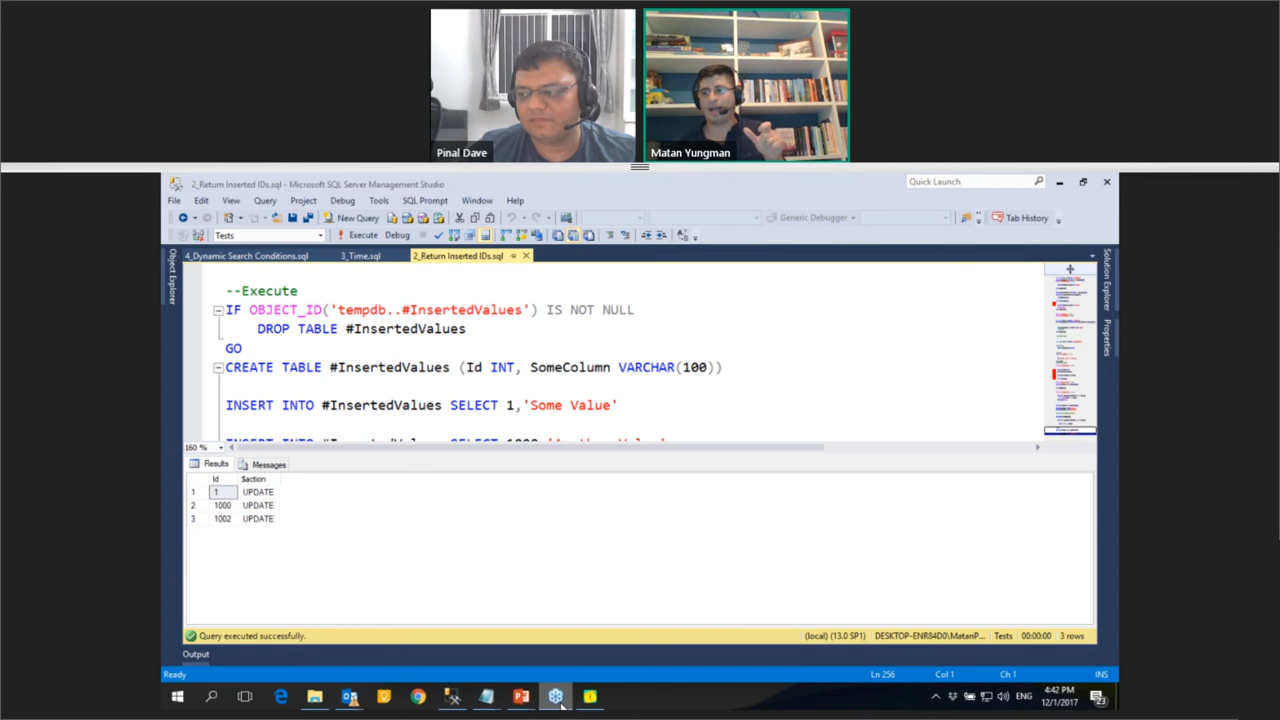 Pinal Dave
Matan Yungman
2_Return Inserted IDs.sql - Microsoft SQL Server Management Studio
Quick Launch
File Edit View Query Project Debug Tools SQL Prompt Window Help
New Query
Generic Debugger
Tab History
Tests
Execute Debug
Object Explorer
4_Dynamic Search Conditions.sql 3_Time.sql 2_Return Inserted IDs.sql
Solution Explorer
Properties
--Execute
IF OBJECT_ID('tempdb..#InsertedValues') IS NOT NULL
DROP TABLE #InsertedValues
GO
CREATE TABLE #InsertedValues (Id INT, SomeColumn VARCHAR(100))
INSERT INTO #InsertedValues SELECT 1,'Some Value'
160 %
Results Messages
Id $action
1 1 UPDATE
2 1000 UPDATE
3 1002 UPDATE
Query executed successfully.
(local) (13.0 SP1) DESKTOP-ENR84D0\MatanP... Tests 00:00:00 3 rows
Output
Ready
Ln 256 Col 1 Ch 1 INS
ENG
4:42 PM
12/1/2017
23